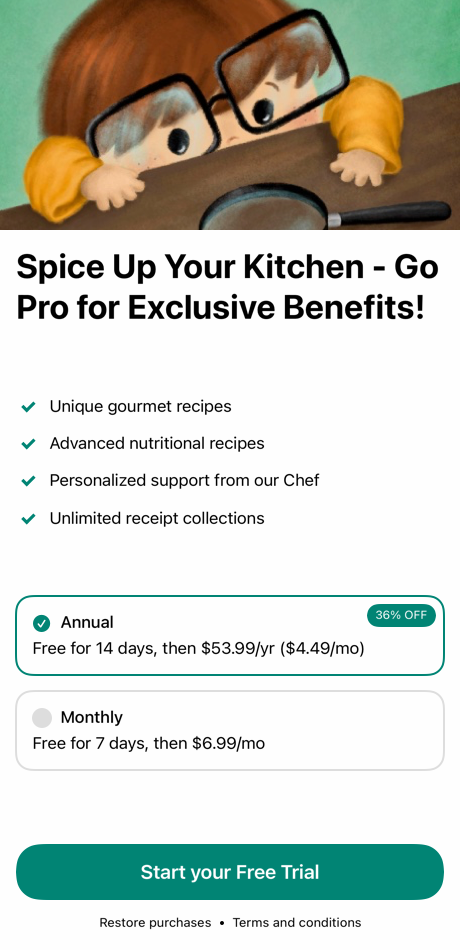 Spice Up Your Kitchen - Go
Pro for Exclusive Benefits!
Unique gourmet recipes
Advanced nutritional recipes
Personalized support from our Chef
Unlimited receipt collections
36% OFF
Annual
Free for 14 days, then $53.99/yr ($4.49/mo)
Monthly
Free for 7 days, then $6.99/mo
Start your Free Trial
Restore purchases • Terms and conditions